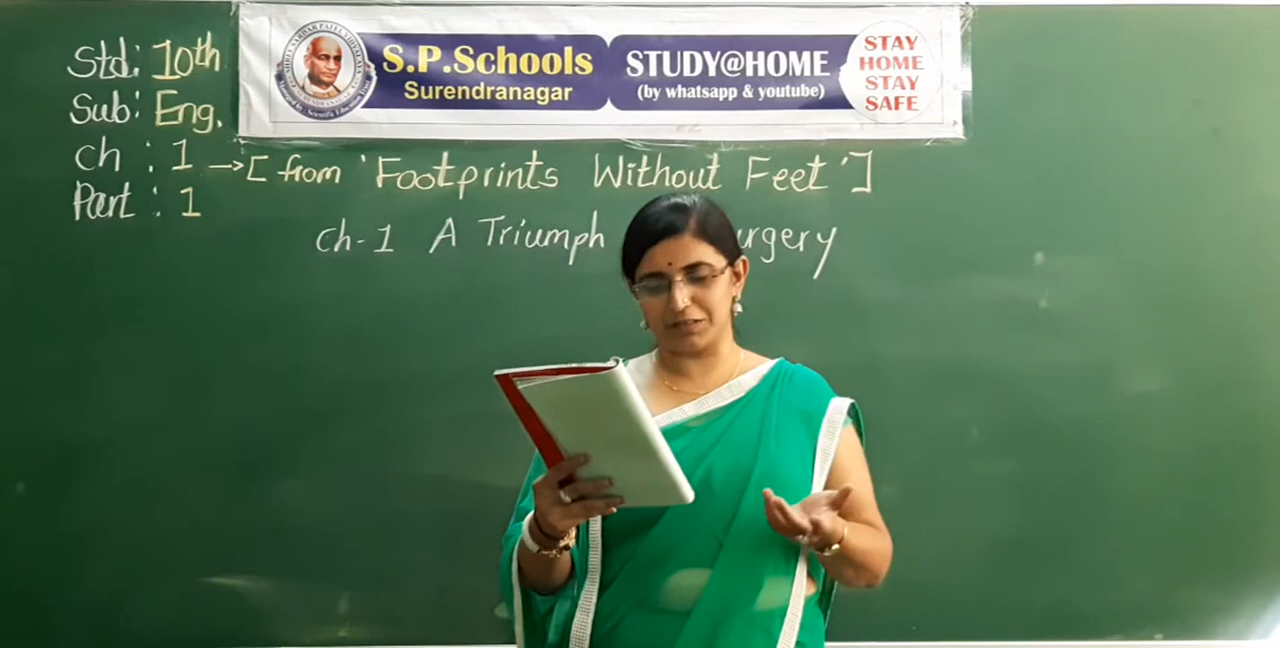 Std: 10th
Sub: Eng.
ch : 1 → [ from 'Footprints Without Feet' ]
Part : 1
ch-1 A Triumph urgery
S.P.Schools
Surendranagar
STUDY@HOME
(by whatsapp & youtube)
STAY
HOME
STAY
SAFE